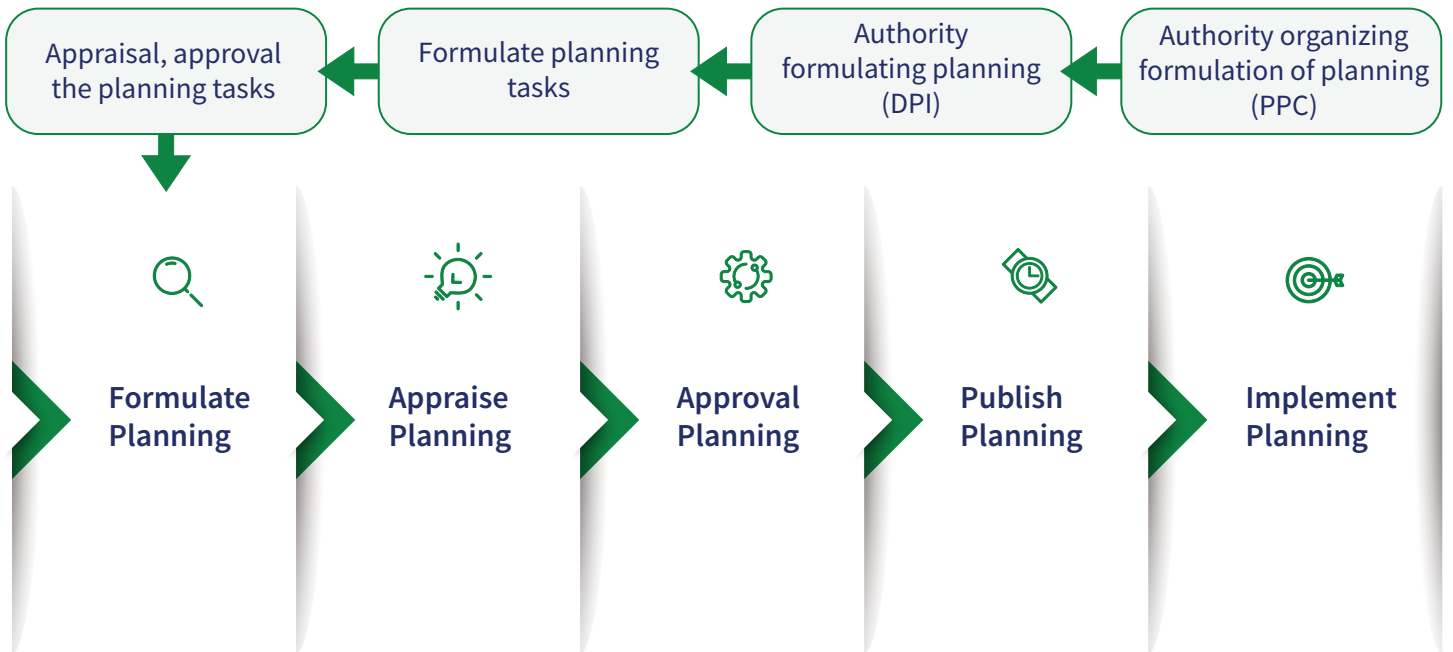 Appraisal, approval
the planning tasks
Formulate planning
tasks
Authority
formulating planning
(DPI)
Authority organizing
formulation of planning
(PPC)
Formulate
Planning
Appraise
Planning
Approval
Planning
Publish
Planning
Implement
Planning